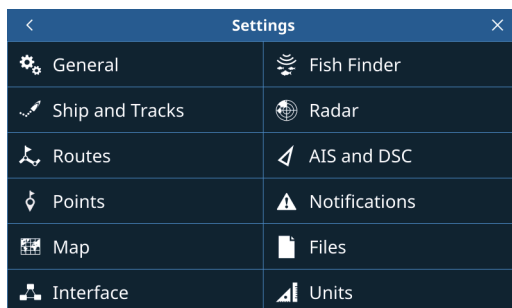 Settings
General
Fish Finder
Ship and Tracks
Radar
Routes
AIS and DSC
Points
Notifications
Map
Files
Interface
Units